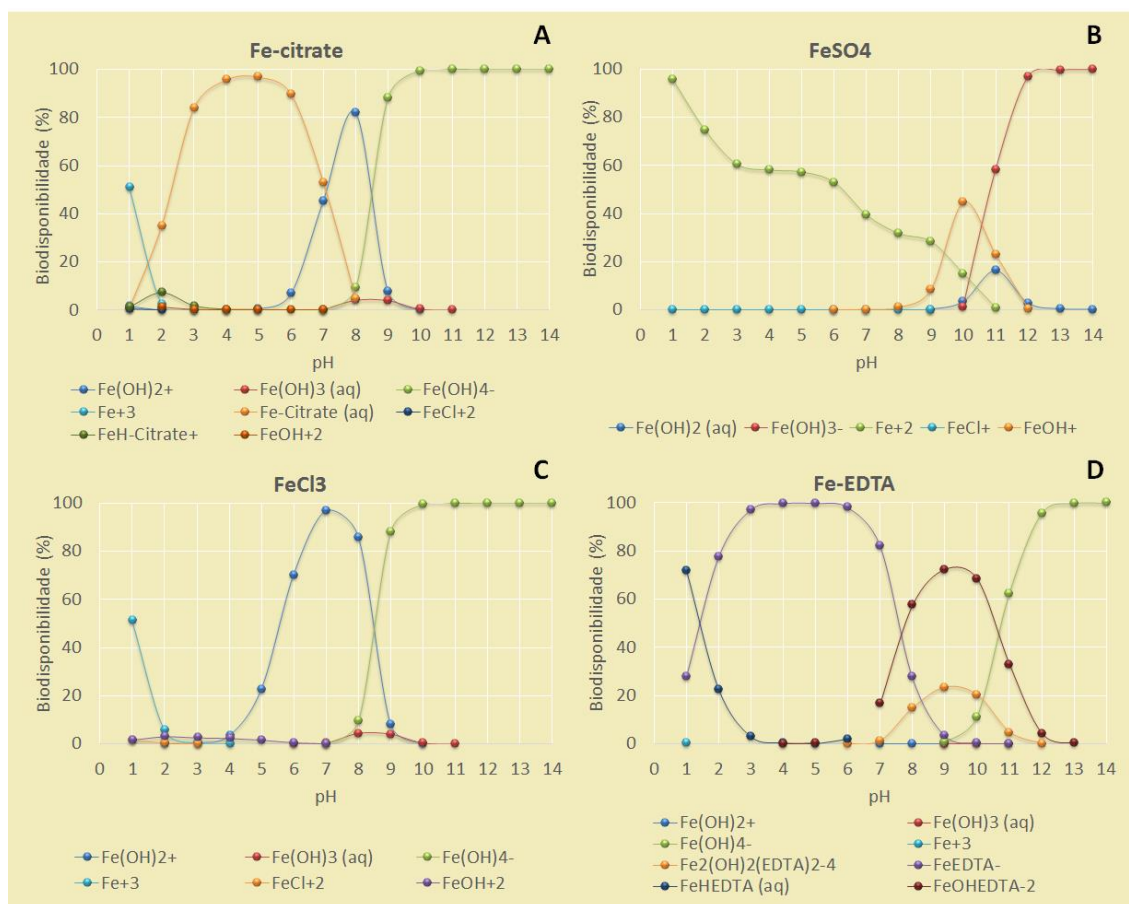 Fe-citrate
A
Biodisponibilidade (%)
100
80
60
40
20
0
0 1 2 3 4 5 6 7 8 9 10 11 12 13 14
pH
Fe(OH)2+ Fe(OH)3 (aq) Fe(OH)4-
Fe+3 Fe-Citrate (aq) FeCl+2
FeH-Citrate+ FeOH+2
FeSO4
B
Biodisponibilidade (%)
100
80
60
40
20
0
0 1 2 3 4 5 6 7 8 9 10 11 12 13 14
pH
Fe(OH)2 (aq) Fe(OH)3- Fe+2 FeCl+ FeOH+
C
FeCl3
Biodisponibilidade (%)
100
80
60
40
20
0
0 1 2 3 4 5 6 7 8 9 10 11 12 13 14
pH
Fe(OH)2+ Fe(OH)3 (aq) Fe(OH)4-
Fe+3 FeCl+2 FeOH+2
Fe-EDTA
D
Biodisponibilidade (%)
100
80
60
40
20
0
0 1 2 3 4 5 6 7 8 9 10 11 12 13 14
pH
Fe(OH)2+ Fe(OH)3 (aq)
Fe(OH)4- Fe+3
Fe2(OH)2(EDTA)2-4 FeEDTA-
FeHEDTA (aq) FeOHEDTA-2